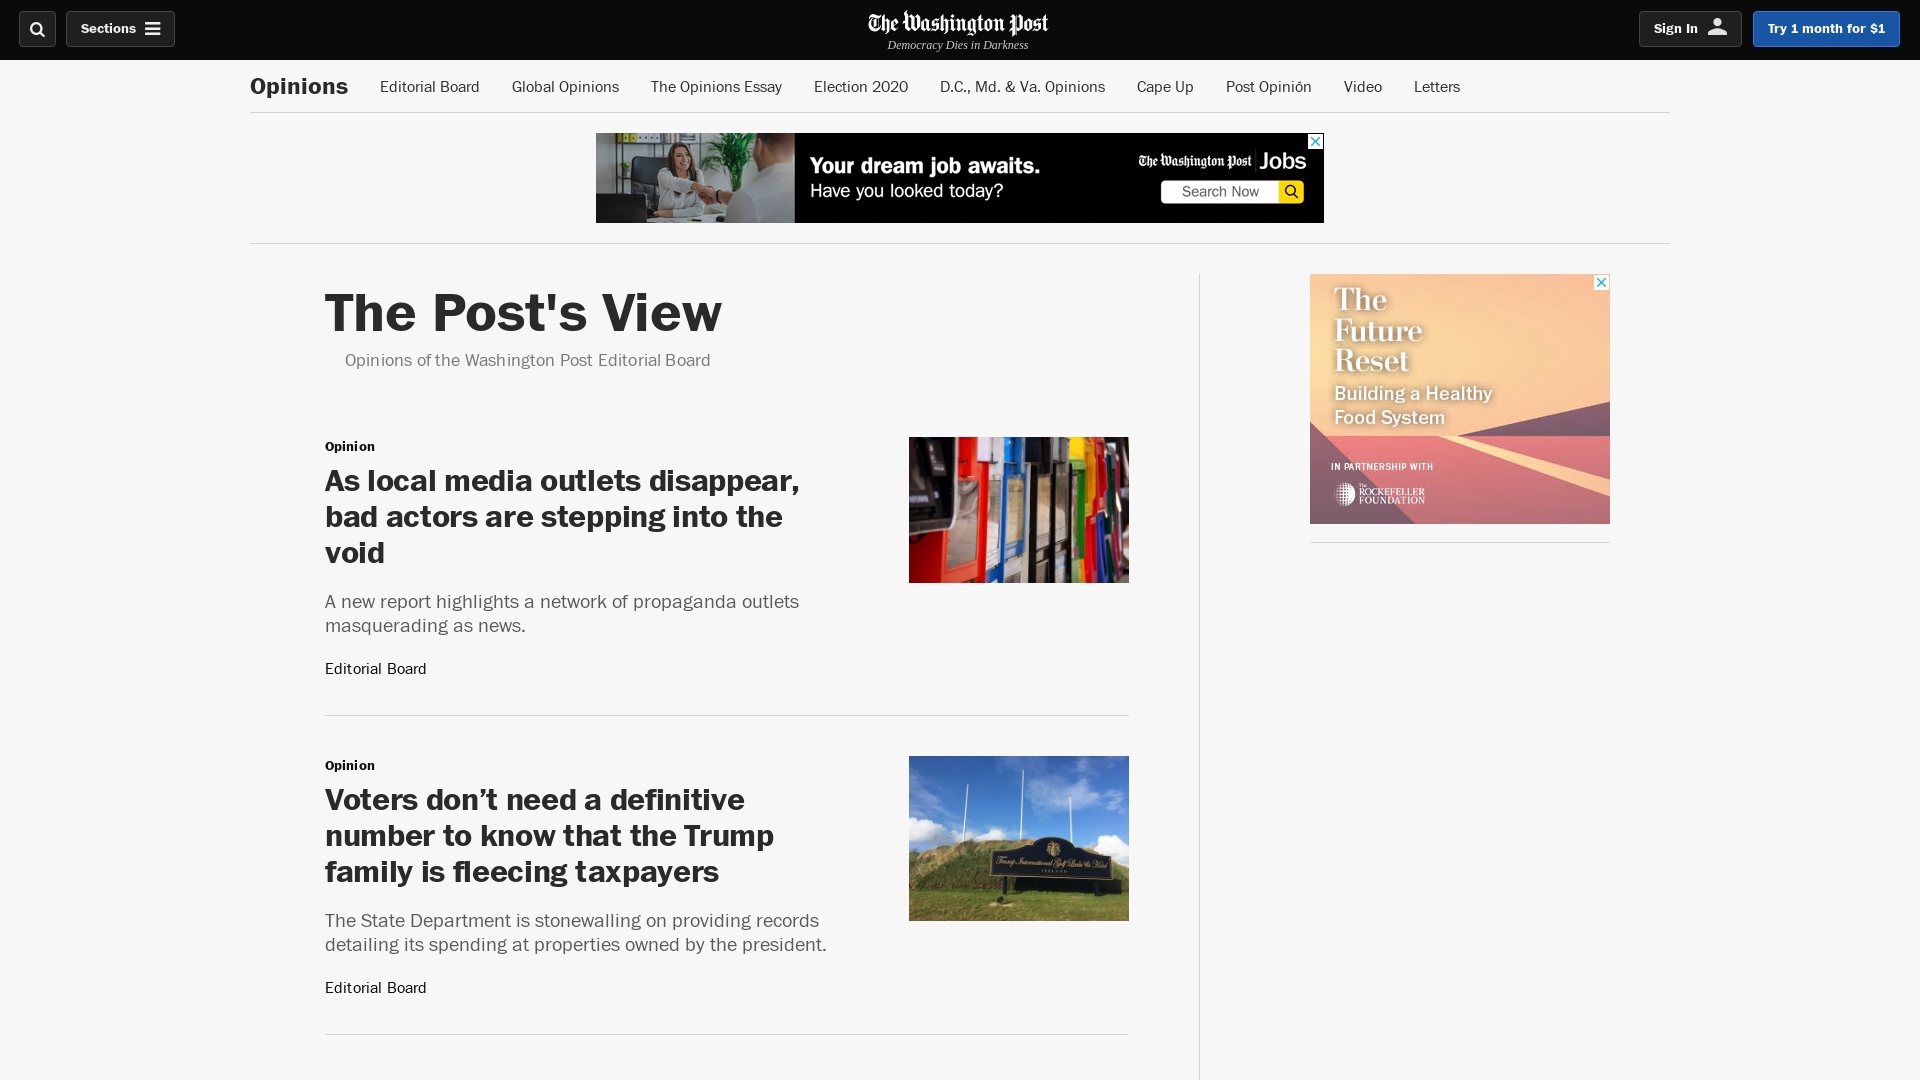 Sections
The Washington Post
Democracy Dies in Darkness
Sign In
Try 1 month for $1
Opinions
Editorial Board
Global Opinions
The Opinions Essay
Election 2020
D.C., Md. & Va. Opinions
Cape Up
Post Opinión
Video
Letters
Your dream job awaits.
Have you looked today?
The Washington Post Jobs
Search Now
The Post's View
Opinions of the Washington Post Editorial Board
Opinion
As local media outlets disappear,
bad actors are stepping into the
void
A new report highlights a network of propaganda outlets
masquerading as news.
Editorial Board
Opinion
Voters don’t need a definitive
number to know that the Trump
family is fleecing taxpayers
The State Department is stonewalling on providing records
detailing its spending at properties owned by the president.
Editorial Board
Trump International Golf Links & Hotel
IRELAND
The
Future
Reset
Building a Healthy
Food System
IN PARTNERSHIP WITH
The
ROCKEFELLER
FOUNDATION